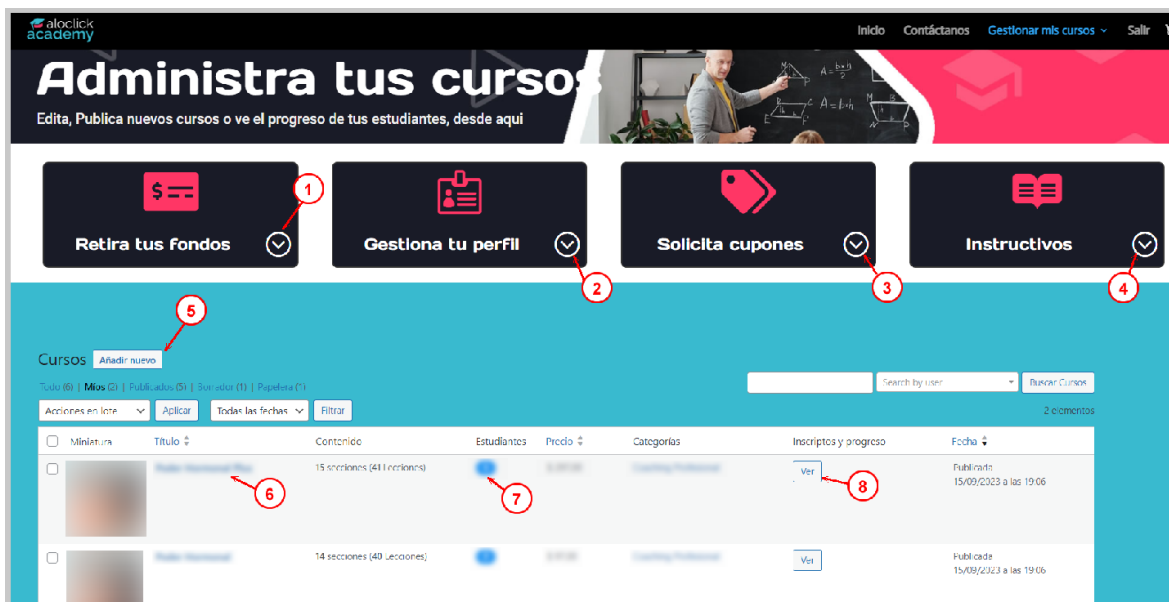 aloclick
academy
Inicio Contáctanos Gestionar mis cursos Salir
Administra tus cursos
Edita, Publica nuevos cursos o ve el progreso de tus estudiantes, desde aqui
A = b×h
2
A = b×h
1
Retira tus fondos Gestiona tu perfil Solicita cupones Instructivos
2 3 4
5
Cursos Añadir nuevo
Todo (6) | Míos (2) | Publicados (5) | Borrador (1) | Papelera (1)
Search by user Buscar Cursos
Acciones en lote Aplicar Todas las fechas Filtrar 2 elementos
Miniatura Título Contenido Estudiantes Precio Categorías Inscriptos y progreso Fecha
15 secciones (41 Lecciones) Ver Publicada
15/09/2023 a las 19:06
6 7 8
14 secciones (40 Lecciones) Ver Publicada
15/09/2023 a las 19:06